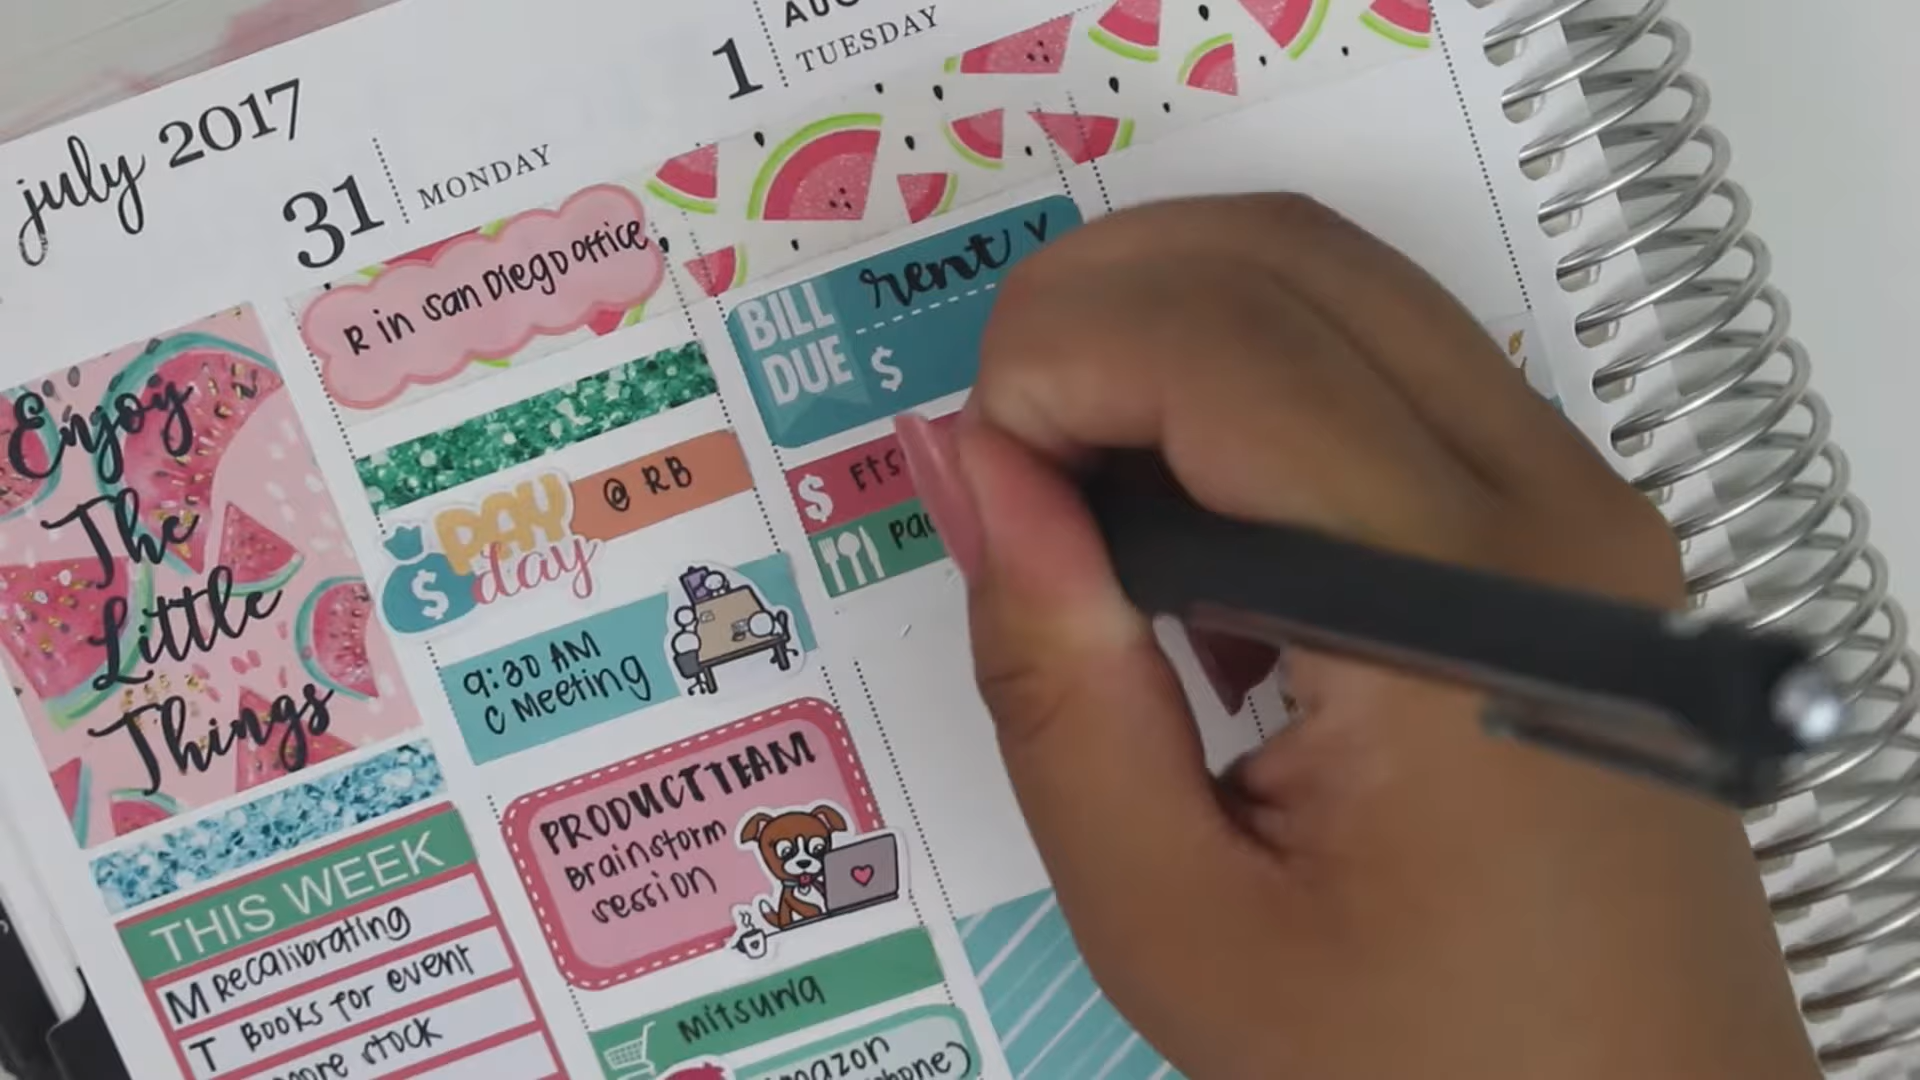 july 2017
31
MONDAY
1
TUESDAY
R in San Diego office
Enjoy
The
Little
Things
PAY
day
$
@ RB
9:30 AM
C Meeting
PRODUCT TEAM
Brainstorm
session
mitsuwa
THIS WEEK
M Recalibrating
T Books for event
stock
BILL
DUE
rent
$
$